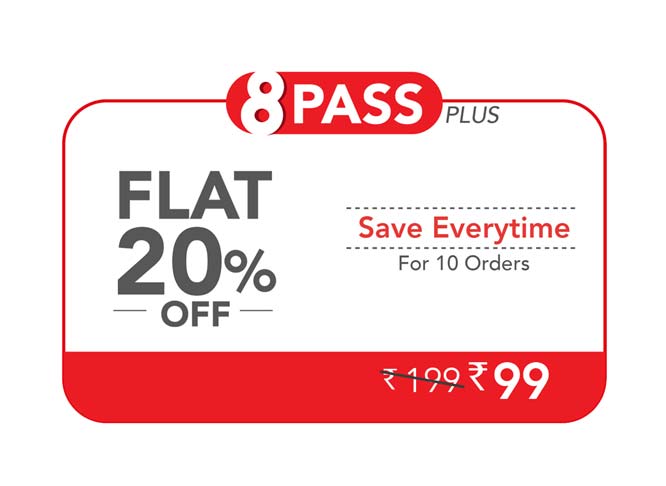 8PASS PLUS
FLAT
20%
OFF
Save Everytime
For 10 Orders
₹199 ₹99